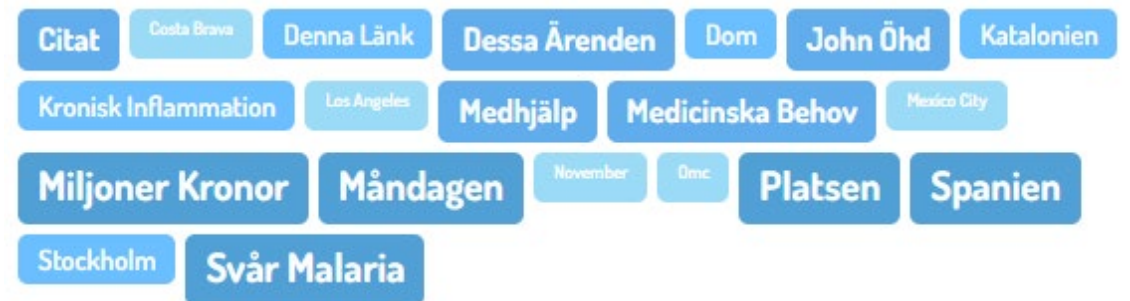 Citat Costa Brava Denna Länk Dessa Ärenden Dom John Öhd Katalonien
Kronisk Inflammation Los Angeles Medhjälp Medicinska Behov Mexico City
Miljoner Kronor Måndagen November Omc Platsen Spanien
Stockholm Svår Malaria